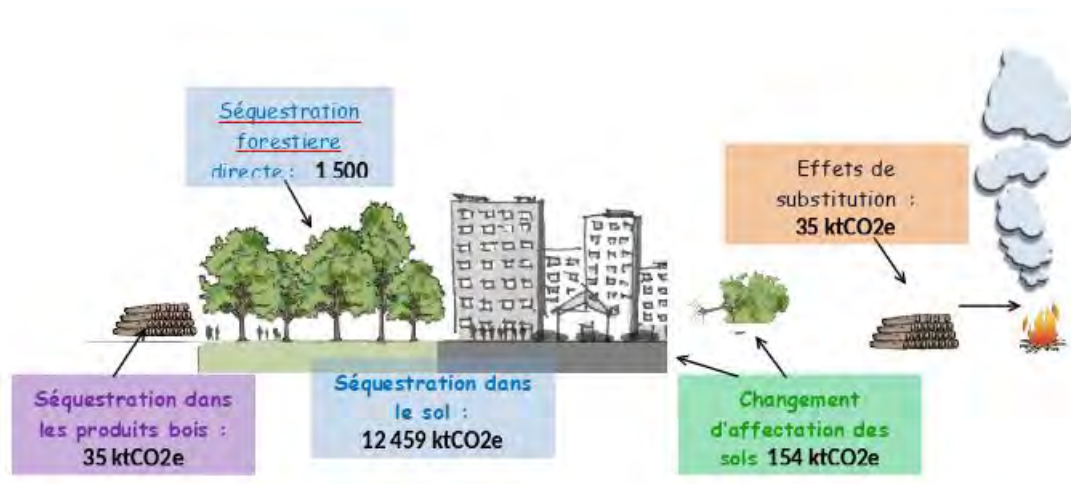 Séquestration
forestiere
directe : 1 500
Effets de
substitution :
35 ktCO2e
Séquestration dans
les produits bois :
35 ktCO2e
Séquestration dans
le sol :
12 459 ktCO2e
Changement
d'affectation des
sols 154 ktCO2e